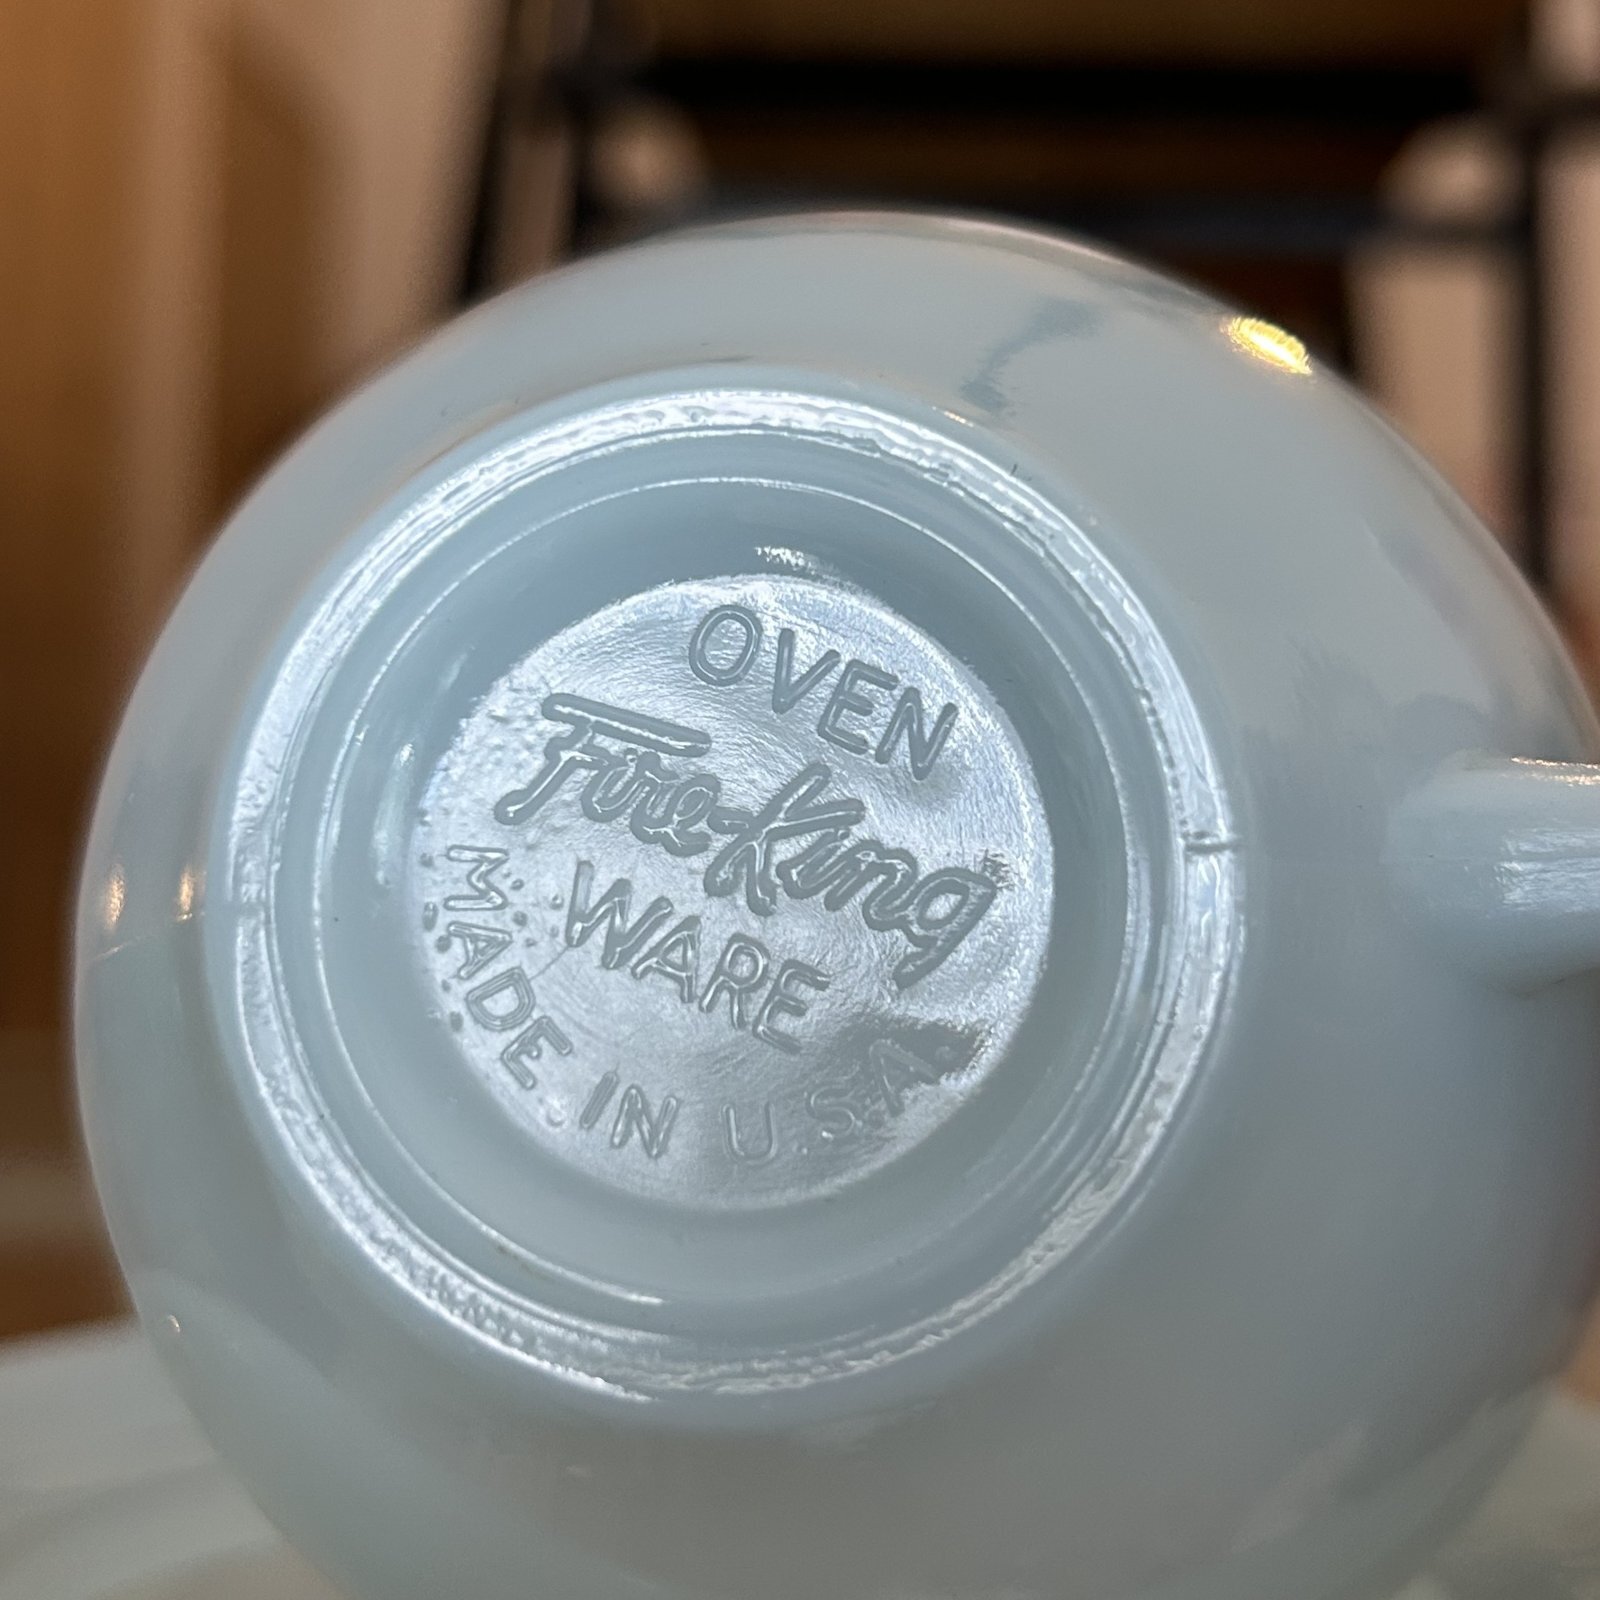 OVEN
Fire-King
WARE
MADE IN U.S.A.